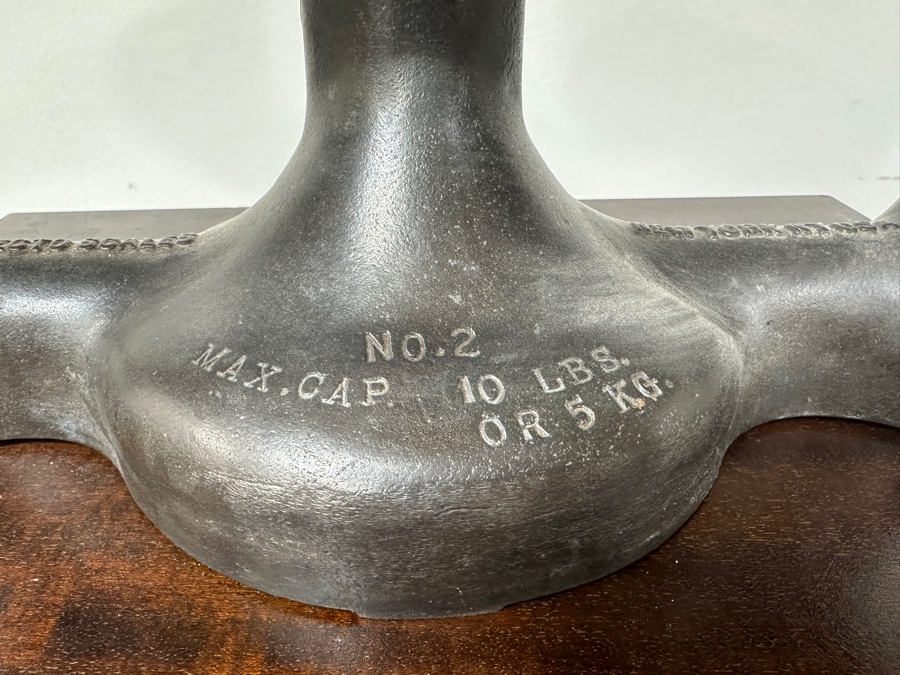 NO. 2
MAX. CAP. 10 LBS.
OR 5 KG.